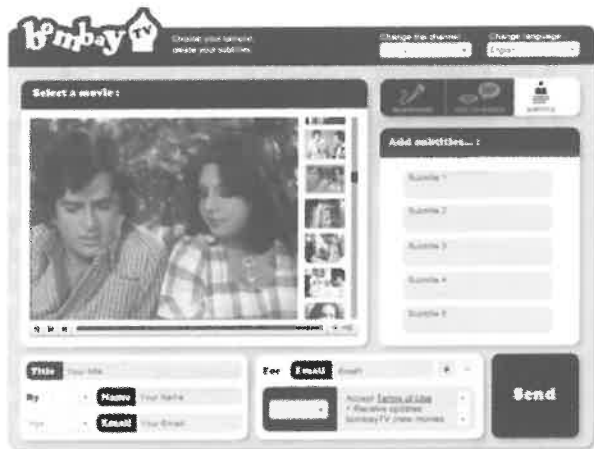 bombay TV
Choose your sample,
create your subtitles.
Change the channel
Change language
English
Select a movie :
Add subtitles... :
Subtitle 1
Subtitle 2
Subtitle 3
Subtitle 4
Subtitle 5
Title Your title
By Name Your Name
Email Your Email
For Email Email
Accept Terms of Use
Receive updates
bombayTV (new movies
Send